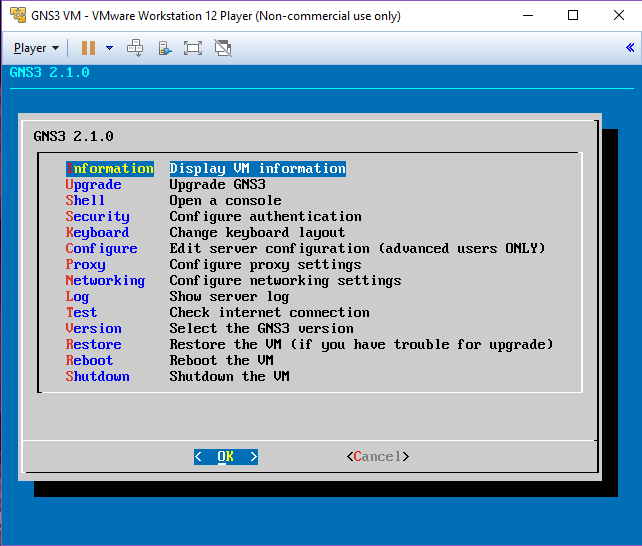 GNS3 VM - VMware Workstation 12 Player (Non-commercial use only)
Player
GNS3 2.1.0
GNS3 2.1.0
Information Display VM information
Upgrade Upgrade GNS3
Shell Open a console
Security Configure authentication
Keyboard Change keyboard layout
Configure Edit server configuration (advanced users ONLY)
Proxy Configure proxy settings
Networking Configure networking settings
Log Show server log
Test Check internet connection
Version Select the GNS3 version
Restore Restore the VM (if you have trouble for upgrade)
Reboot Reboot the VM
Shutdown Shutdown the VM
< OK > <Cancel>